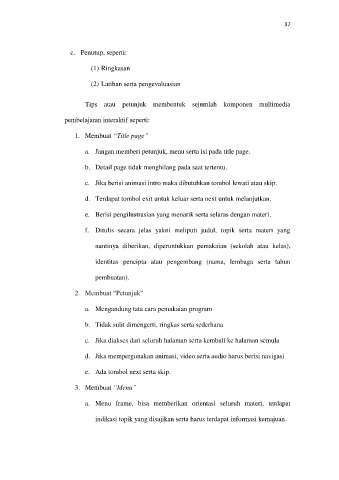 37
c. Penutup, seperti:
(1) Ringkasan
(2) Latihan serta pengevaluasian
Tips atau petunjuk membentuk sejumlah komponen multimedia
pembelajaran interaktif seperti:
1. Membuat "Title page"
a. Jangan memberi petunjuk, menu serta isi pada title page.
b. Detail page tidak menghilang pada saat tertentu.
c. Jika berisi animasi intro maka dibutuhkan tombol lewati atau skip.
d. Terdapat tombol exit untuk keluar serta next untuk melanjutkan.
e. Berisi pengilustrasian yang menarik serta selaras dengan materi.
f. Ditulis secara jelas yakni meliputi judul, topik serta materi yang
nantinya diberikan, diperuntukkan pemakaian (sekolah atau kelas),
identitas pencipta atau pengembang (nama, lembaga serta tahun
pembuatan).
2. Membuat "Petunjuk"
a. Mengandung tata cara pemakaian program
b. Tidak sulit dimengerti, ringkas serta sederhana
c. Jika diakses dari seluruh halaman serta kembali ke halaman semula
d. Jika mempergunakan animasi, video serta audio harus berisi navigasi
e. Ada tombol next serta skip.
3. Membuat "Menu"
a. Menu frame, bisa memberikan orientasi seluruh materi, terdapat
indikasi topik yang disajikan serta harus terdapat informasi kemajuan.